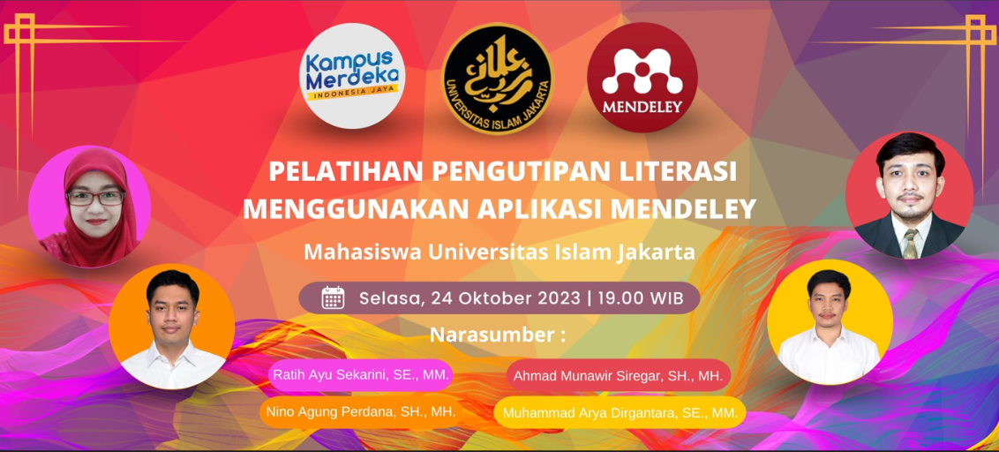 Kampus
Merdeka
INDONESIA JAYA
UNIVERSITAS ISLAM JAKARTA
MENDELEY
PELATIHAN PENGUTIPAN LITERASI
MENGGUNAKAN APLIKASI MENDELEY
Mahasiswa Universitas Islam Jakarta
Selasa, 24 Oktober 2023 | 19.00 WIB
Narasumber :
Ratih Ayu Sekarini, SE., MM.
Ahmad Munawir Siregar, SH., MH.
Nino Agung Perdana, SH., MH.
Muhammad Arya Dirgantara, SE., MM.